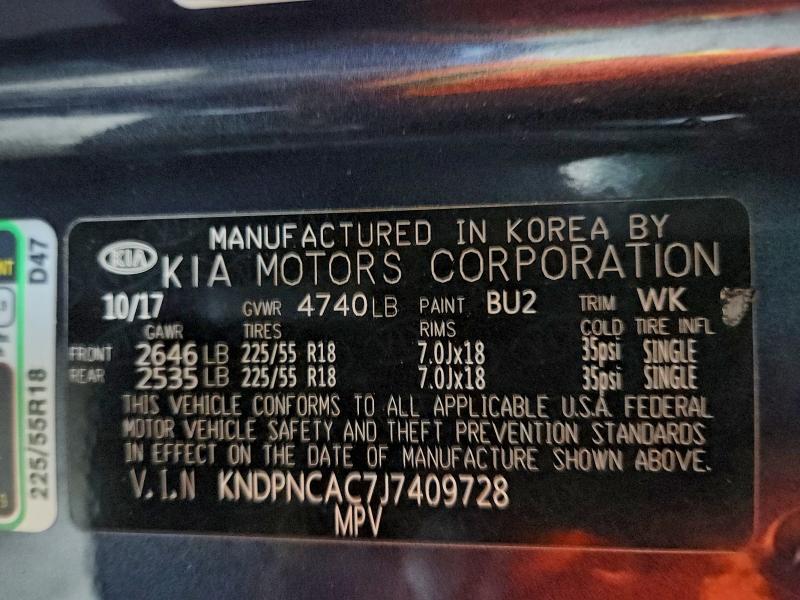 MANUFACTURED IN KOREA BY
KIA KIA MOTORS CORPORATION
10/17 GVWR 4740LB PAINT BU2 TRIM WK
GAWR TIRES RIMS COLD TIRE INFL
FRONT 2646 LB 225/55 R18 7.0Jx18 35psi SINGLE
REAR 2535 LB 225/55 R18 7.0Jx18 35psi SINGLE
THIS VEHICLE CONFORMS TO ALL APPLICABLE U.S.A. FEDERAL
MOTOR VEHICLE SAFETY AND THEFT PREVENTION STANDARDS
IN EFFECT ON THE DATE OF MANUFACTURE SHOWN ABOVE.
V.I.N KNDPNCAC7J7409728
MPV
225/55R18 D47